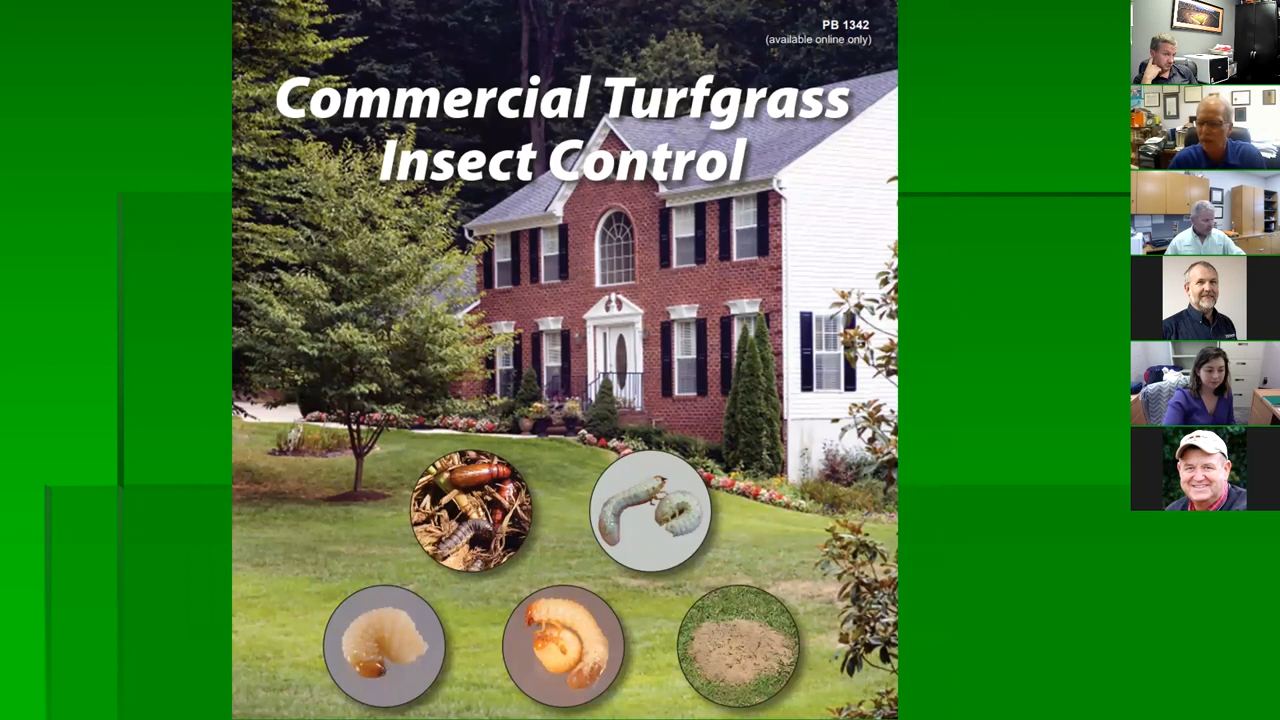 PB 1342
(available online only)
Commercial Turfgrass
Insect Control